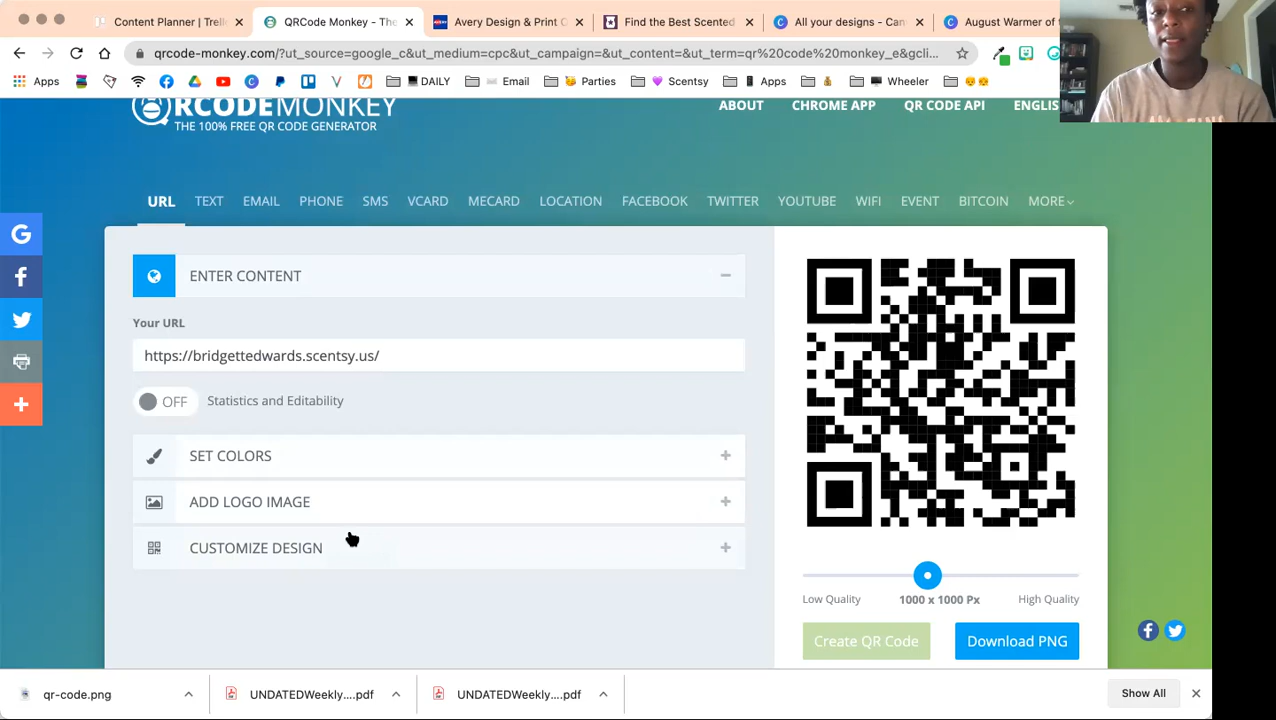 Content Planner | Trell
QRCode Monkey - The
Avery Design & Print O
Find the Best Scented
All your designs - Can
August Warmer of
qrcode-monkey.com/?ut_source=google_c&ut_medium=cpc&ut_campaign=&ut_content=&ut_term=qr%20code%20monkey_e&gcli...
Apps
DAILY
Email
Parties
Scentsy
Apps
Wheeler
QRCODEMONKEY
THE 100% FREE QR CODE GENERATOR
ABOUT
CHROME APP
QR CODE API
ENGLIS
URL
TEXT
EMAIL
PHONE
SMS
VCARD
MECARD
LOCATION
FACEBOOK
TWITTER
YOUTUBE
WIFI
EVENT
BITCOIN
MORE
ENTER CONTENT
Your URL
https://bridgettedwards.scentsy.us/
OFF
Statistics and Editability
SET COLORS
ADD LOGO IMAGE
CUSTOMIZE DESIGN
Low Quality
1000 x 1000 Px
High Quality
Create QR Code
Download PNG
qr-code.png
UNDATEDWeekly....pdf
UNDATEDWeekly....pdf
Show All